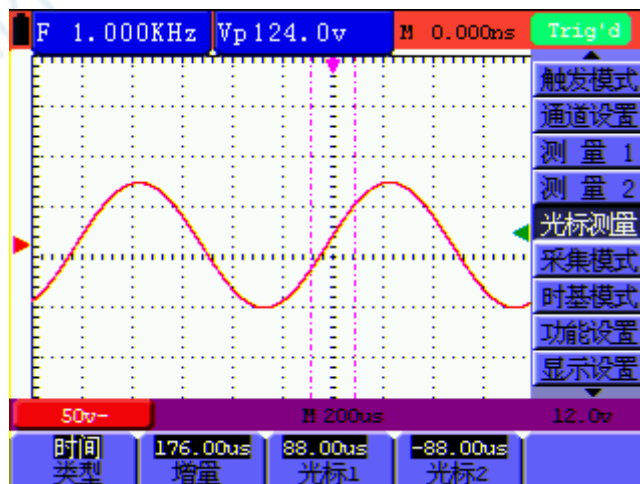 F 1.000KHz Vp124.0v M 0.000ns Trig'd
触发模式
通道设置
测 量 1
测 量 2
光标测量
采集模式
时基模式
功能设置
显示设置
50v~ M 200us 12.0v
时间 176.00us 88.00us -88.00us
类型 增量 光标1 光标2